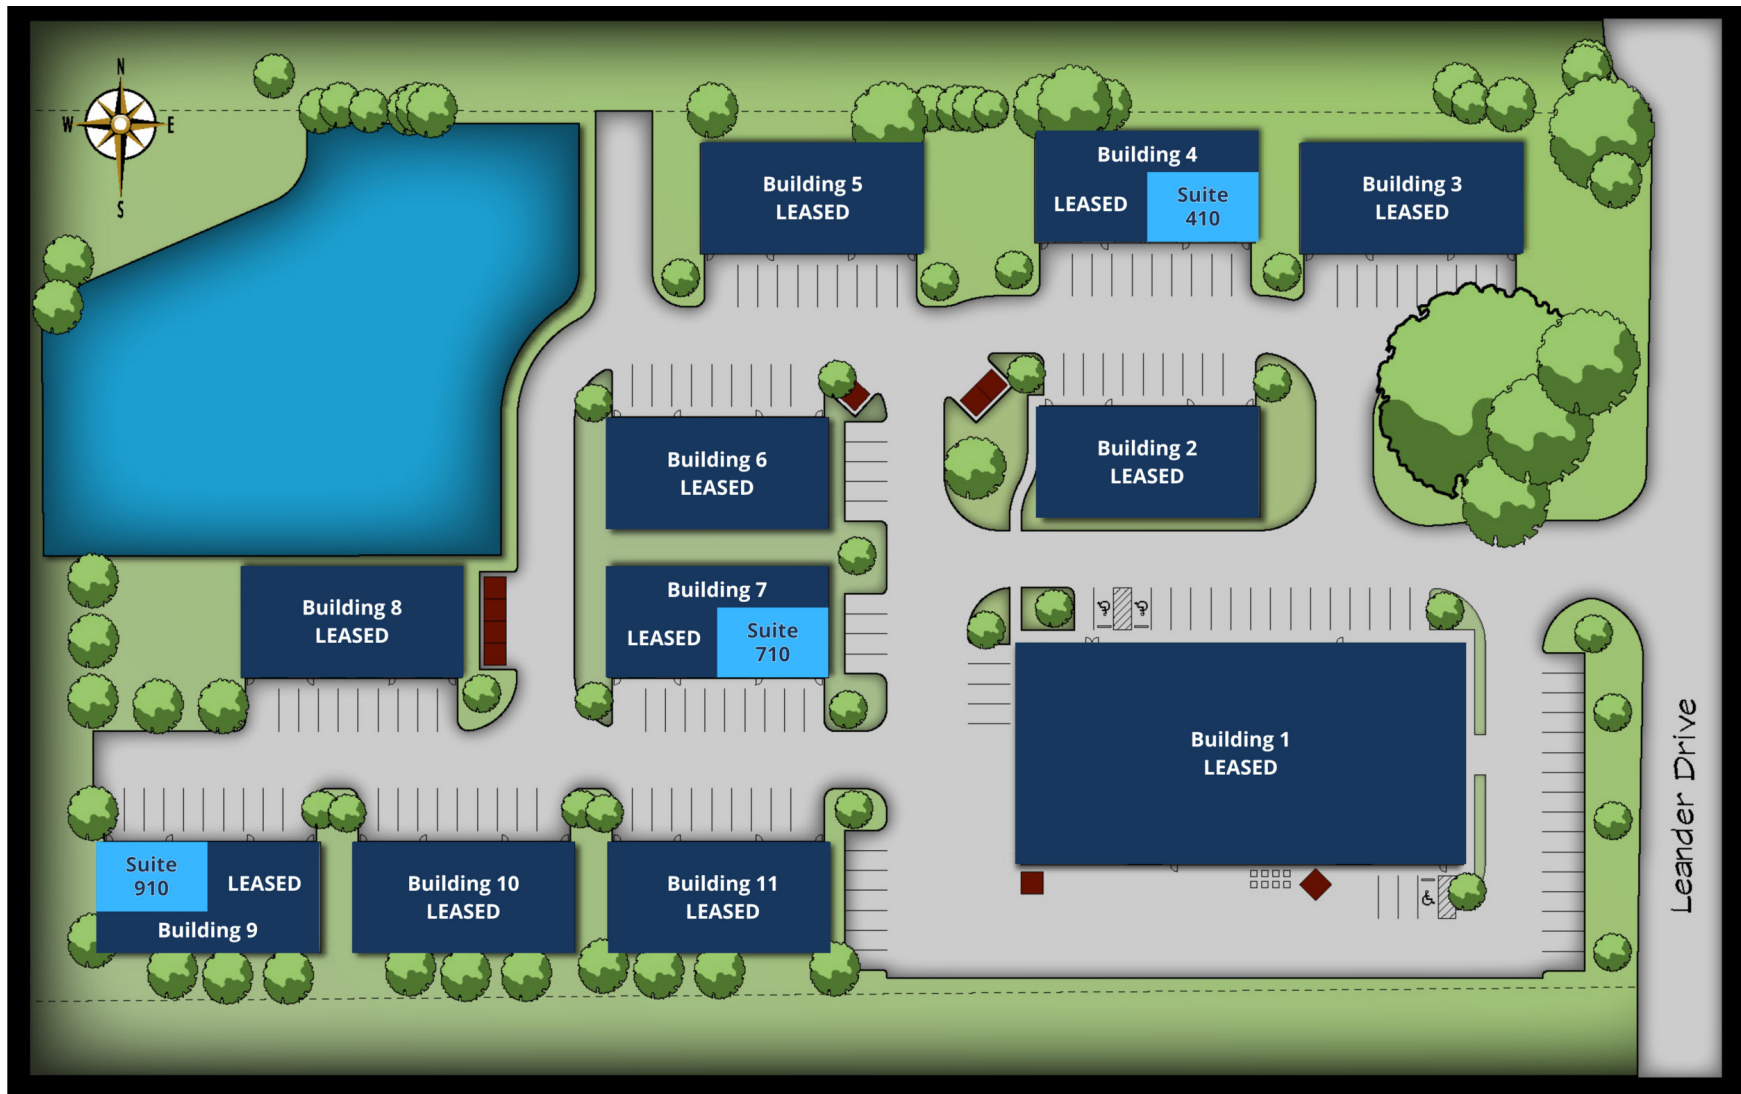 N
W
E
S
Building 5
LEASED
Building 4
LEASED
Suite
410
Building 3
LEASED
Building 6
LEASED
Building 2
LEASED
Building 8
LEASED
Building 7
LEASED
Suite
710
Building 1
LEASED
Leander Drive
Suite
910
LEASED
Building 9
Building 10
LEASED
Building 11
LEASED